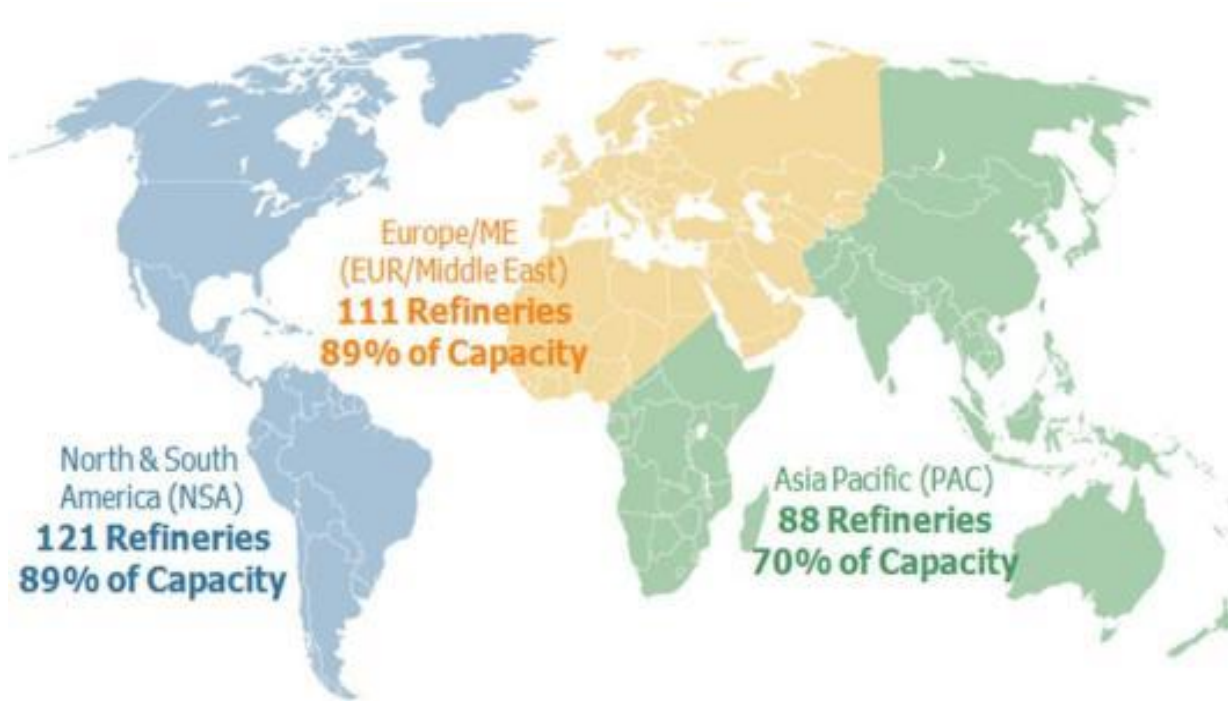 Europe/ME
(EUR/Middle East)
111 Refineries
89% of Capacity
North & South
America (NSA)
121 Refineries
89% of Capacity
Asia Pacific (PAC)
88 Refineries
70% of Capacity